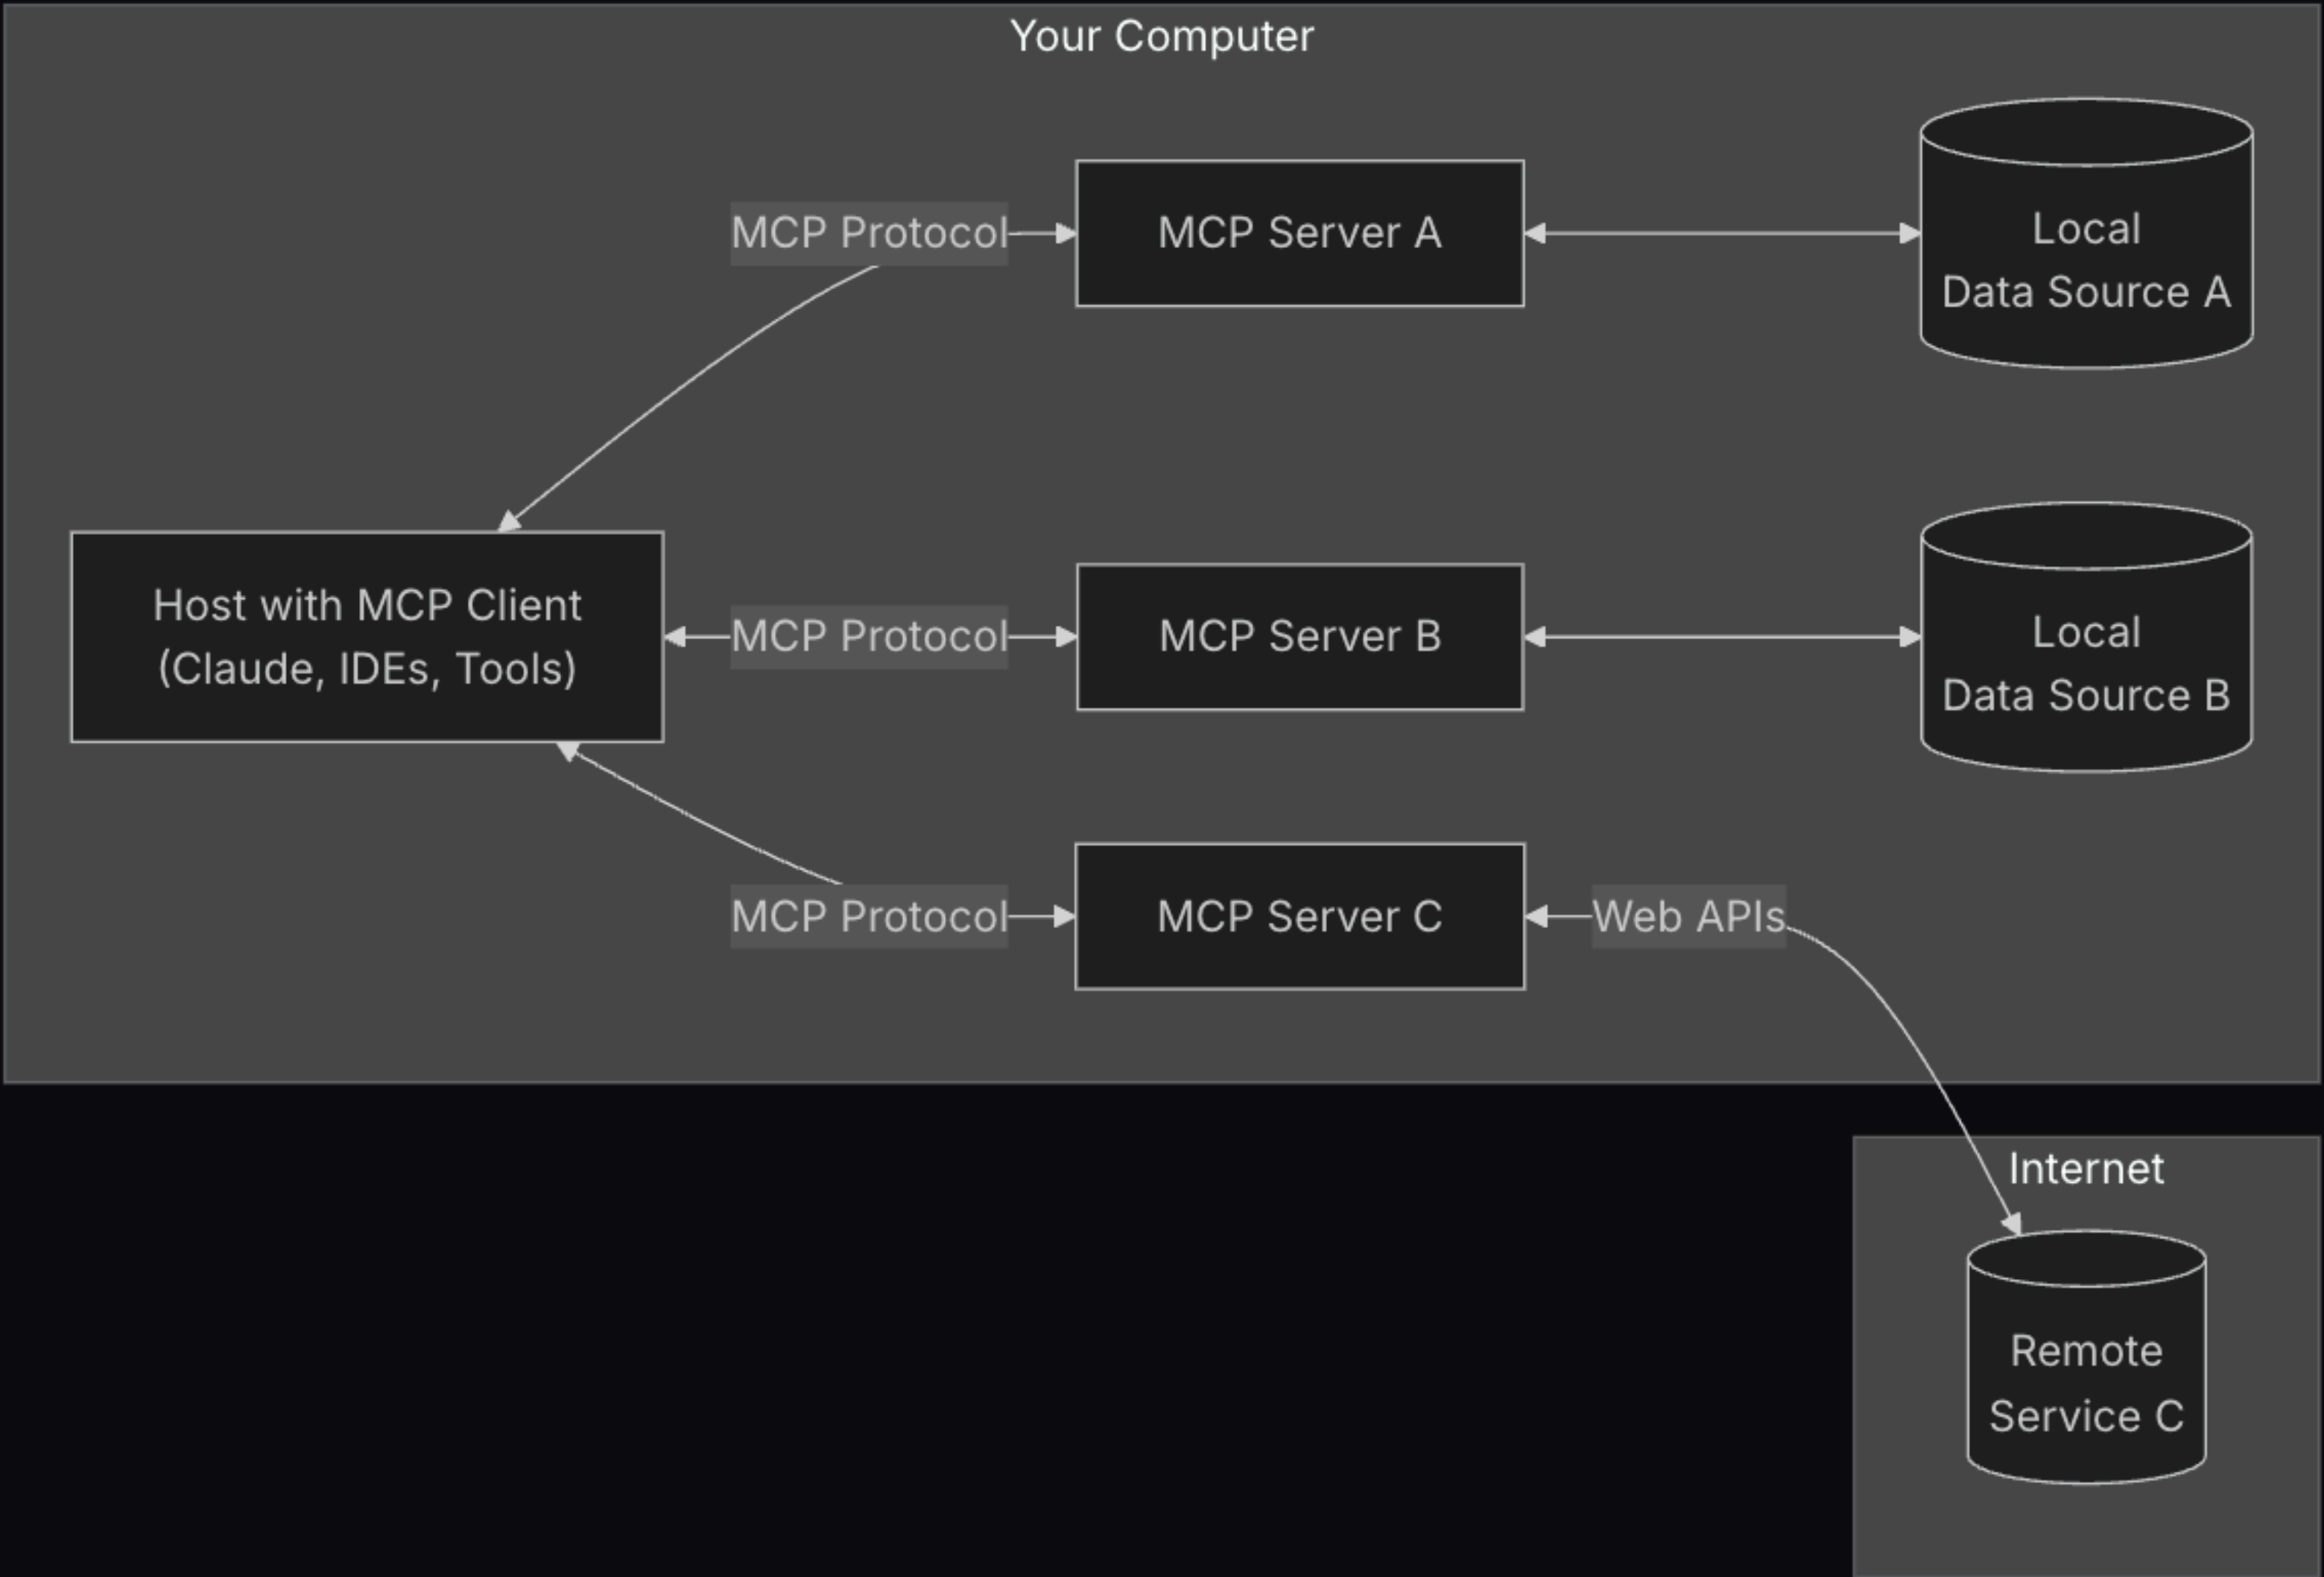 Your Computer
MCP Protocol
MCP Server A
Local
Data Source A
Host with MCP Client
(Claude, IDEs, Tools)
MCP Protocol
MCP Server B
Local
Data Source B
MCP Protocol
MCP Server C
Web APIs
Internet
Remote
Service C